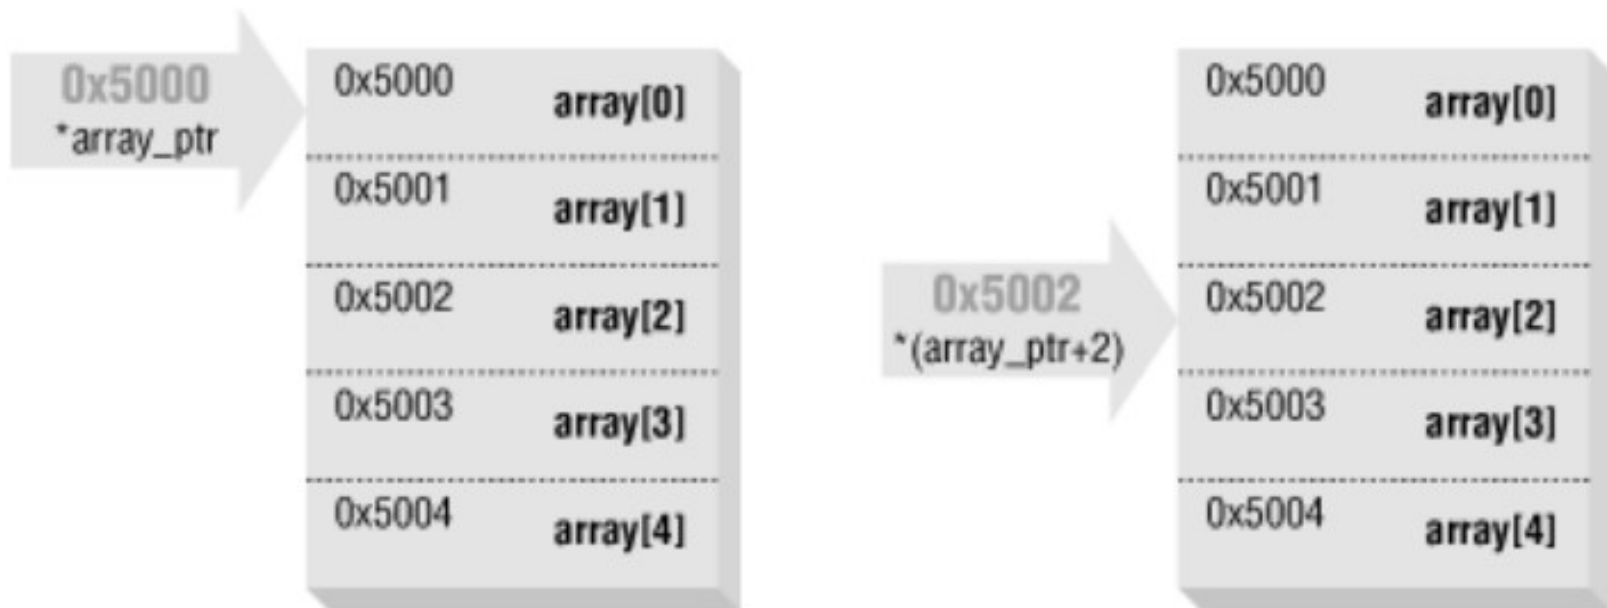 0x5000
*array_ptr
0x5000
array[0]
0x5001
array[1]
0x5002
array[2]
0x5003
array[3]
0x5004
array[4]
0x5002
*(array_ptr+2)
0x5000
array[0]
0x5001
array[1]
0x5002
array[2]
0x5003
array[3]
0x5004
array[4]